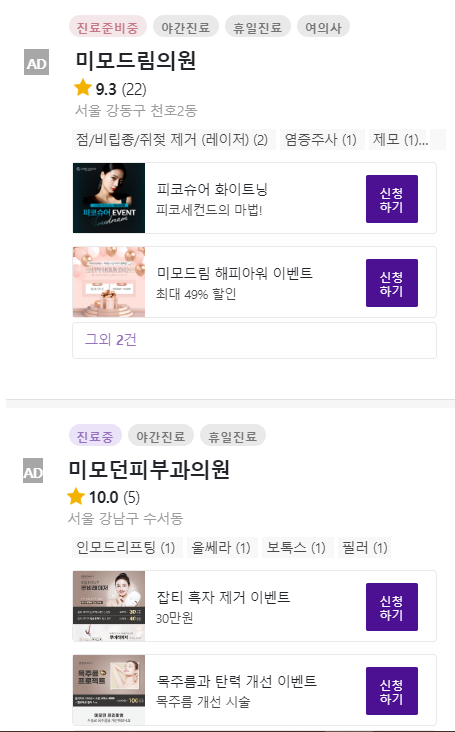 진료준비중 야간진료 휴일진료 여의사
AD 미모드림의원
9.3 (22)
서울 강동구 천호2동
점/비립종/쥐젖 제거 (레이저) (2) 염증주사 (1) 제모 (1)...
피코슈어 EVENT
피코슈어 화이트닝
피코세컨드의 마법!
신청
하기
HAPPY HOUR EVENT
미모드림 해피아워 이벤트
최대 49% 할인
신청
하기
그외 2건
진료중 야간진료 휴일진료
AD 미모던피부과의원
10.0 (5)
서울 강남구 수서동
인모드리프팅 (1) 울쎄라 (1) 보톡스 (1) 필러 (1)
잡티 흑자 제거 이벤트
30만원
신청
하기
목주름
프로젝트
목주름과 탄력 개선 이벤트
목주름 개선 시술
신청
하기